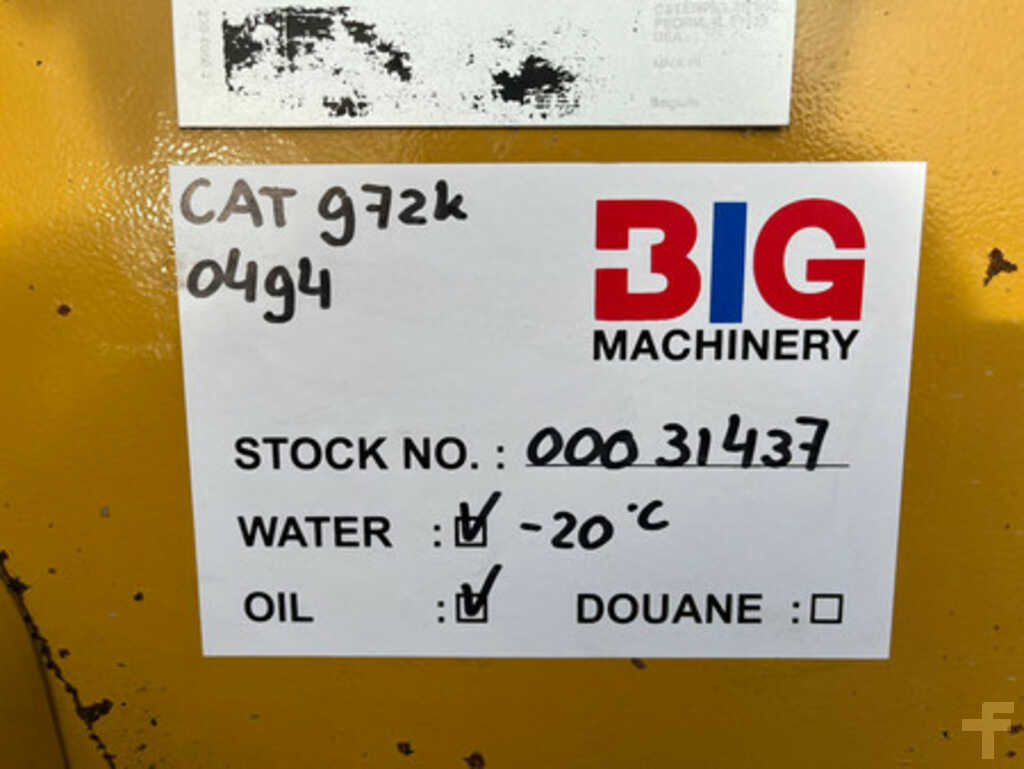 CAT 972k
0494
BIG
MACHINERY
STOCK NO. : 00031437
WATER : ☑ -20°C
OIL : ☑ DOUANE : ☐